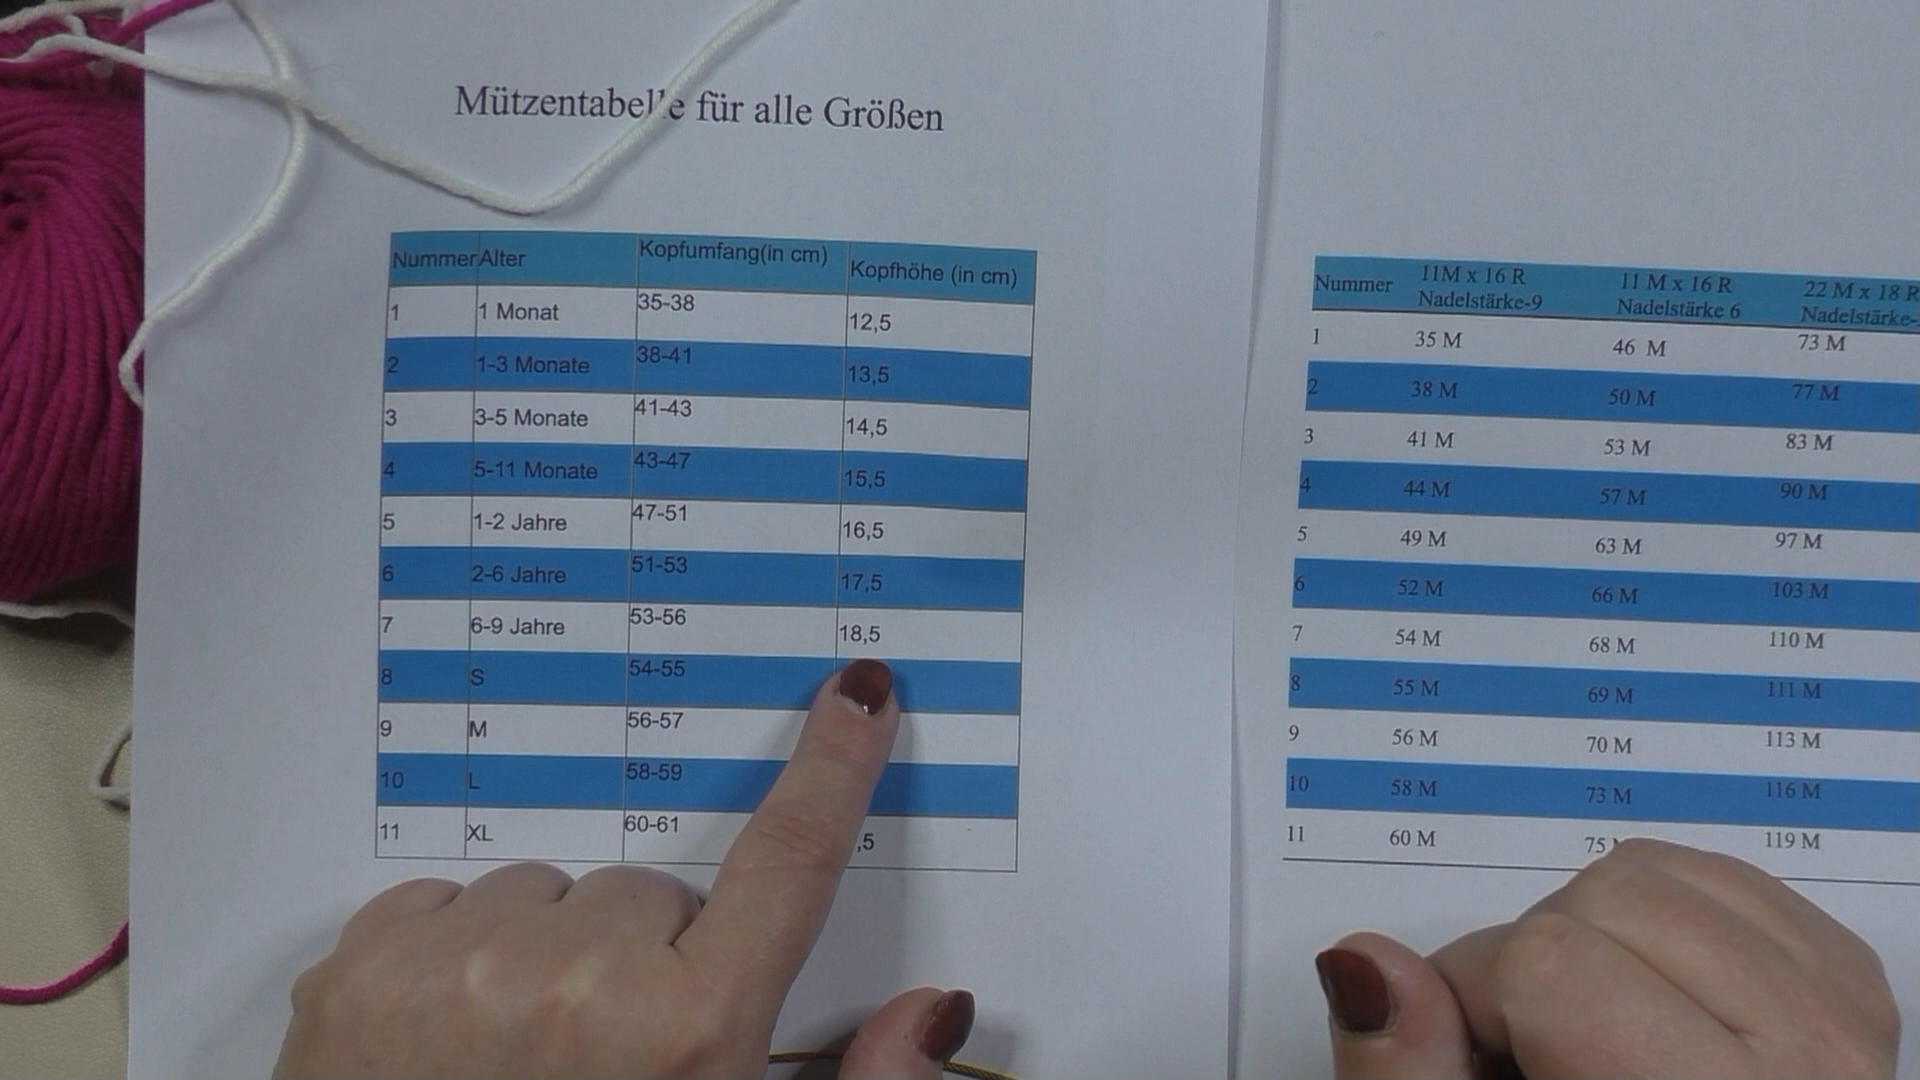 Mützentabelle für alle Größen
Nummer Alter Kopfumfang(in cm) Kopfhöhe (in cm)
1 1 Monat 35-38 12,5
2 1-3 Monate 38-41 13,5
3 3-5 Monate 41-43 14,5
4 5-11 Monate 43-47 15,5
5 1-2 Jahre 47-51 16,5
6 2-6 Jahre 51-53 17,5
7 6-9 Jahre 53-56 18,5
8 S 54-55
9 M 56-57
10 L 58-59
11 XL 60-61 ,5
Nummer 11M x 16 R 11 M x 16 R 22 M x 18 R
Nadelstärke-9 Nadelstärke 6 Nadelstärke-
1 35 M 46 M 73 M
2 38 M 50 M 77 M
3 41 M 53 M 83 M
4 44 M 57 M 90 M
5 49 M 63 M 97 M
6 52 M 66 M 103 M
7 54 M 68 M 110 M
8 55 M 69 M 111 M
9 56 M 70 M 113 M
10 58 M 73 M 116 M
11 60 M 75 119 M